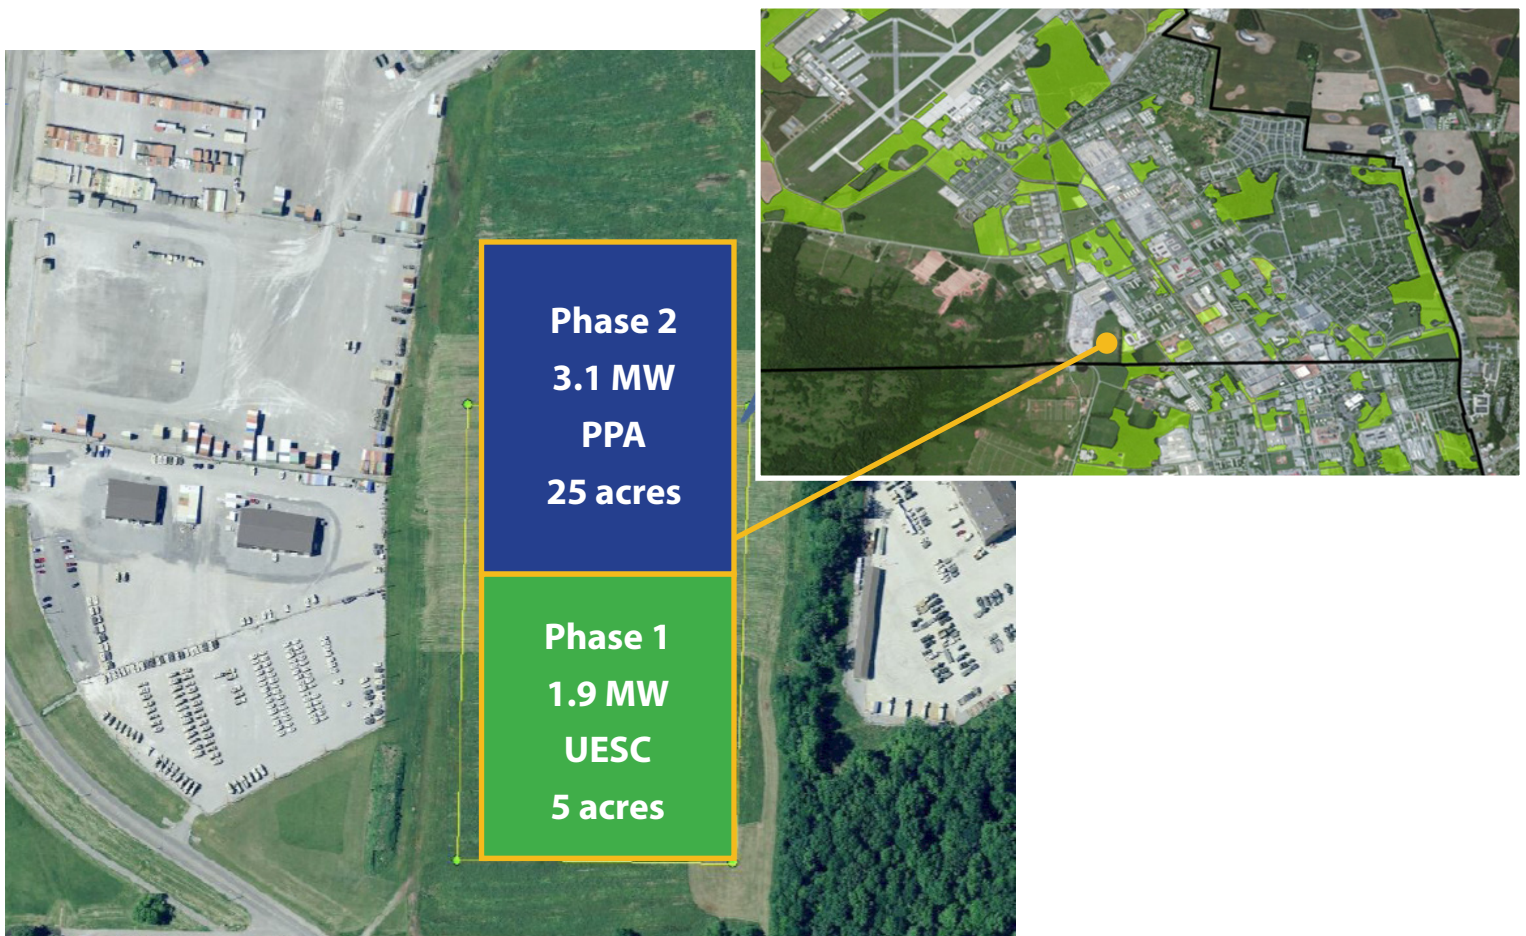 Phase 2
3.1 MW
PPA
25 acres
Phase 1
1.9 MW
UESC
5 acres